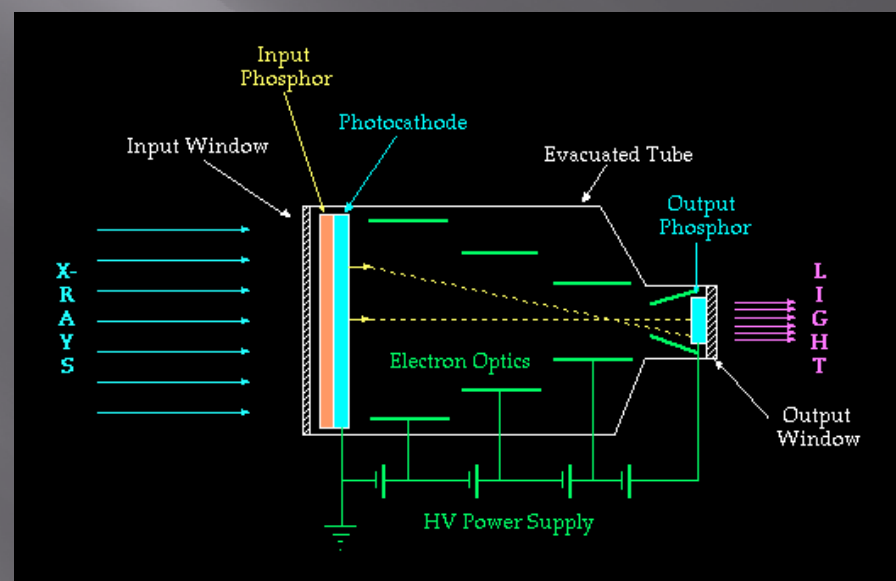 Input
Phosphor
Photocathode
Input Window
Evacuated Tube
Output
Phosphor
X-
R
A
Y
S
L
I
G
H
T
Electron Optics
Output
Window
HV Power Supply